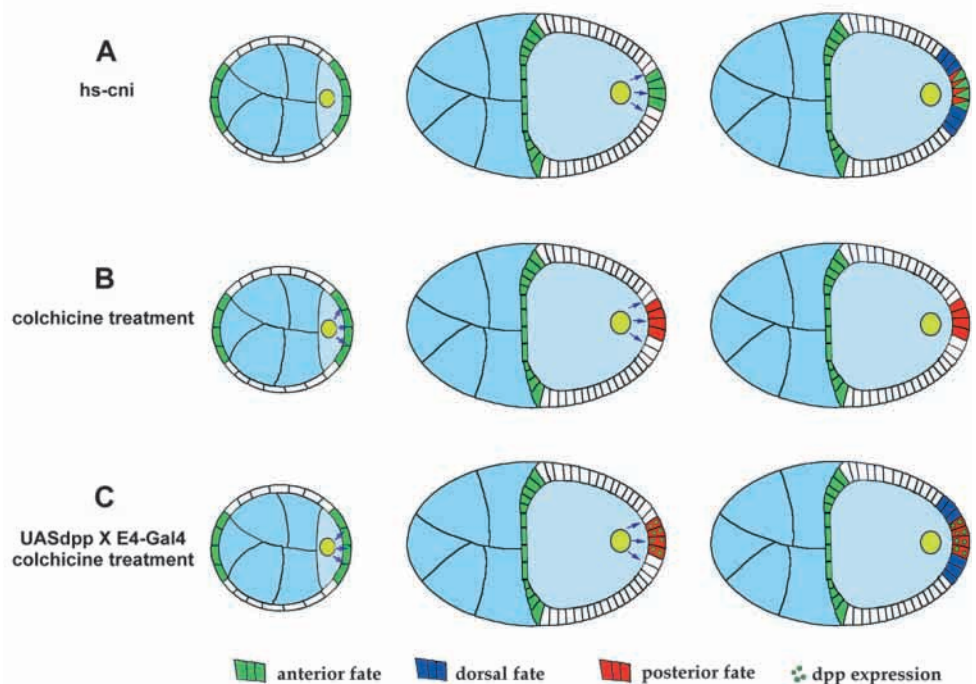 A
hs-cni
B
colchicine treatment
C
UASdpp X E4-Gal4
colchicine treatment
anterior fate dorsal fate posterior fate dpp expression